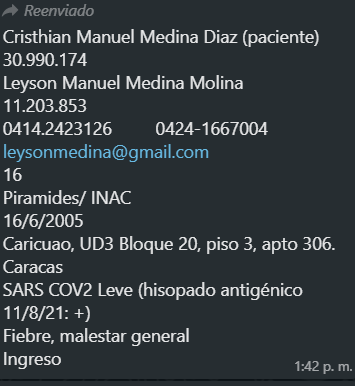 Reenviado
Cristhian Manuel Medina Diaz (paciente)
30.990.174
Leyson Manuel Medina Molina
11.203.853
0414.2423126 0424-1667004
leysonmedina@gmail.com
16
Piramides/ INAC
16/6/2005
Caricuao, UD3 Bloque 20, piso 3, apto 306.
Caracas
SARS COV2 Leve (hisopado antigénico
11/8/21: +)
Fiebre, malestar general
Ingreso
1:42 p. m.